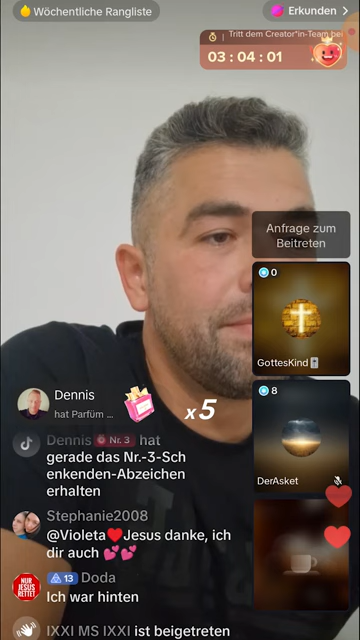 Wöchentliche Rangliste
Erkunden >
Tritt dem Creator*in-Team bei
03 : 04 : 01
Anfrage zum
Beitreten
0
GottesKind
8
DerAsket
Dennis
hat Parfüm ...
x5
Dennis Nr. 3 hat
gerade das Nr.-3-Sch
enkenden-Abzeichen
erhalten
Stephanie2008
@Violeta❤️Jesus danke, ich
dir auch 💕💕
NUR
JESUS
RETTET
13 Doda
Ich war hinten
IXXI MS IXXI ist beigetreten